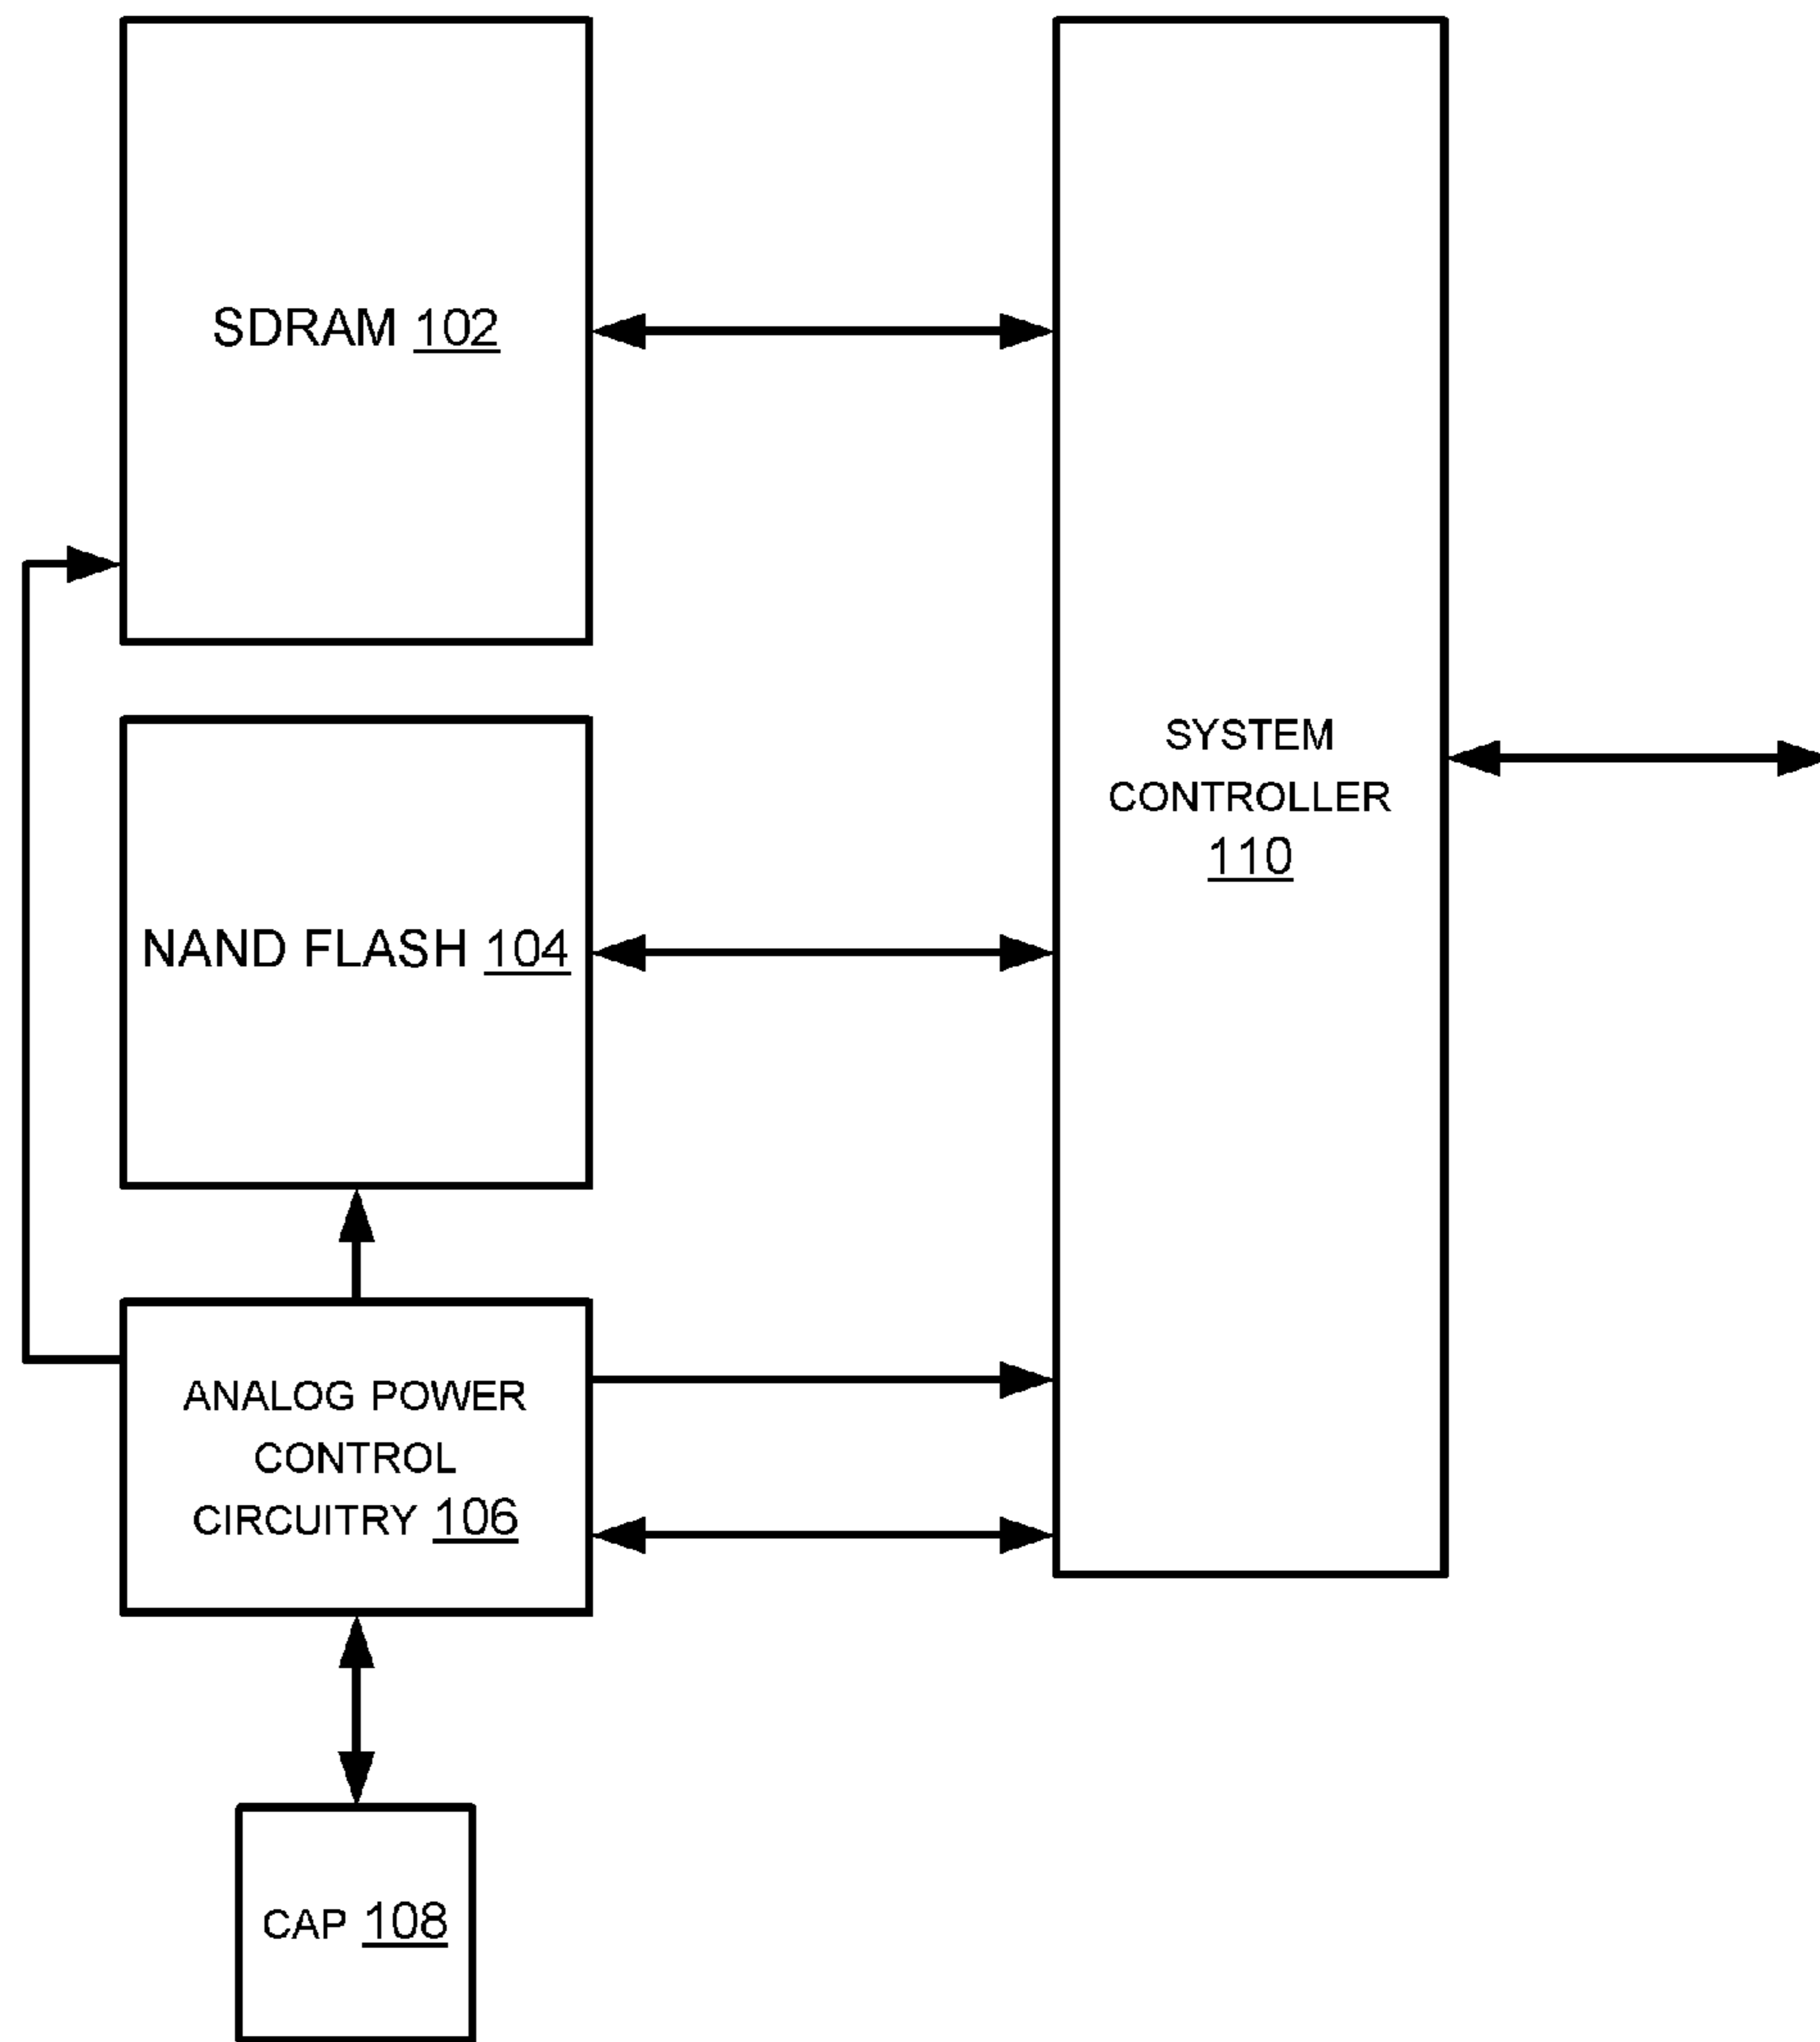 SDRAM 102
SYSTEM
CONTROLLER
110
NAND FLASH 104
ANALOG POWER
CONTROL
CIRCUITRY 106
CAP 108